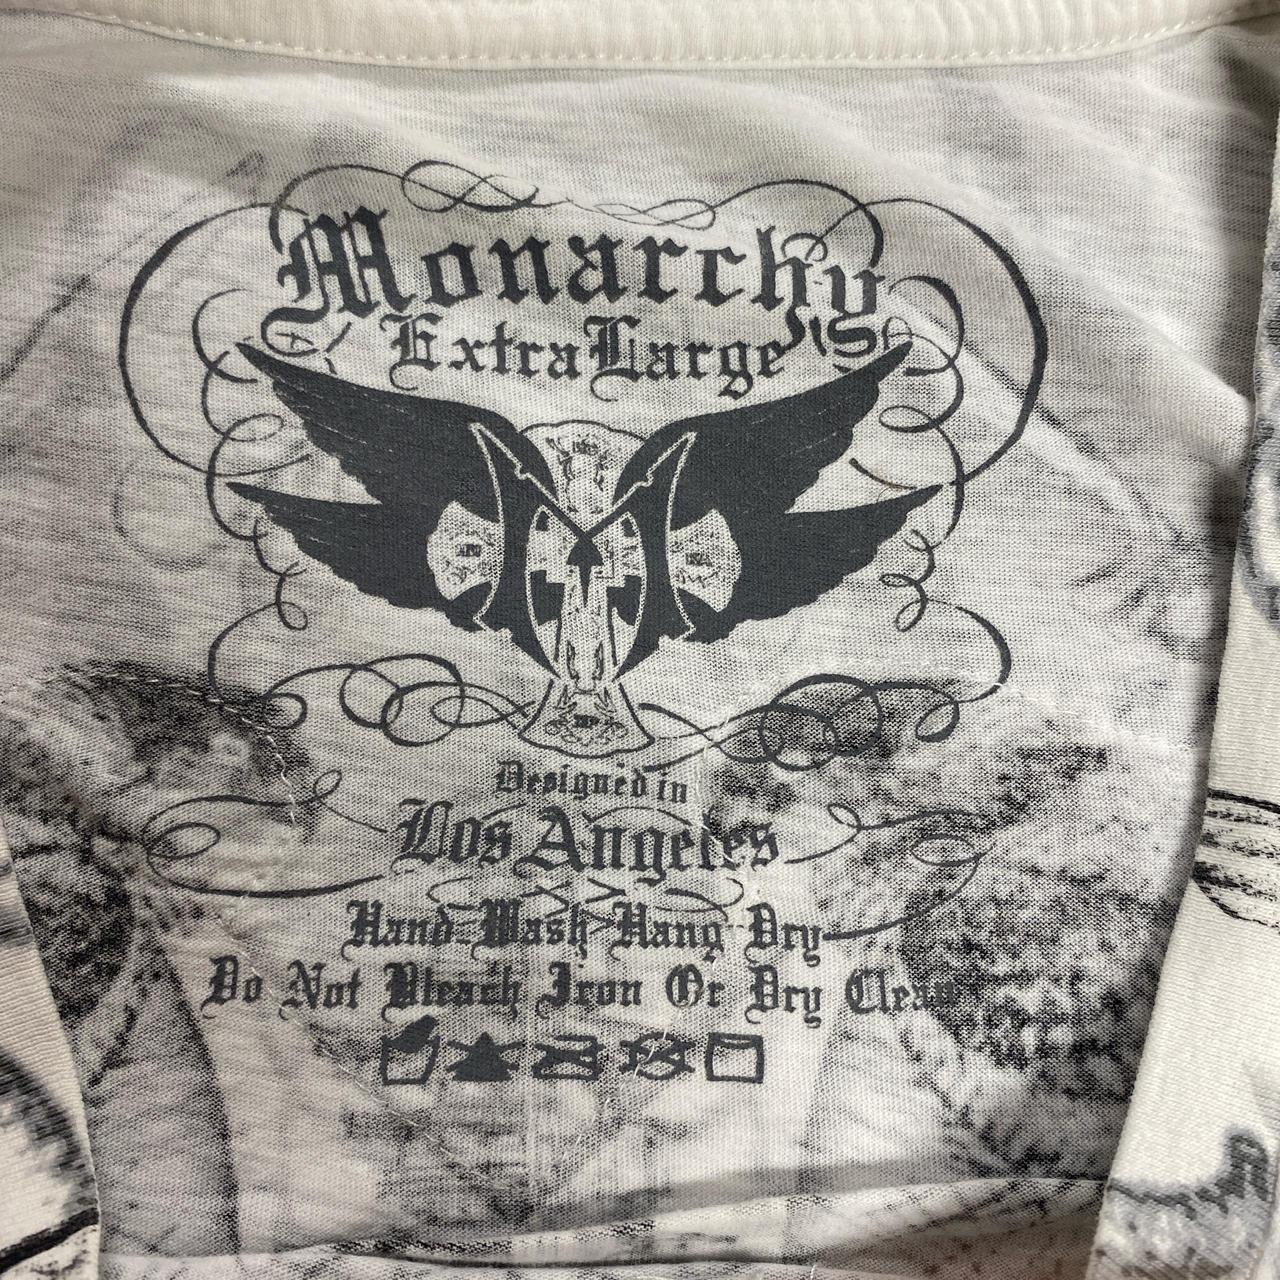 Monarchy
Extra Large
Designed in
Los Angeles
Hand Wash Hang Dry
Do Not Bleach Iron Or Dry Clean